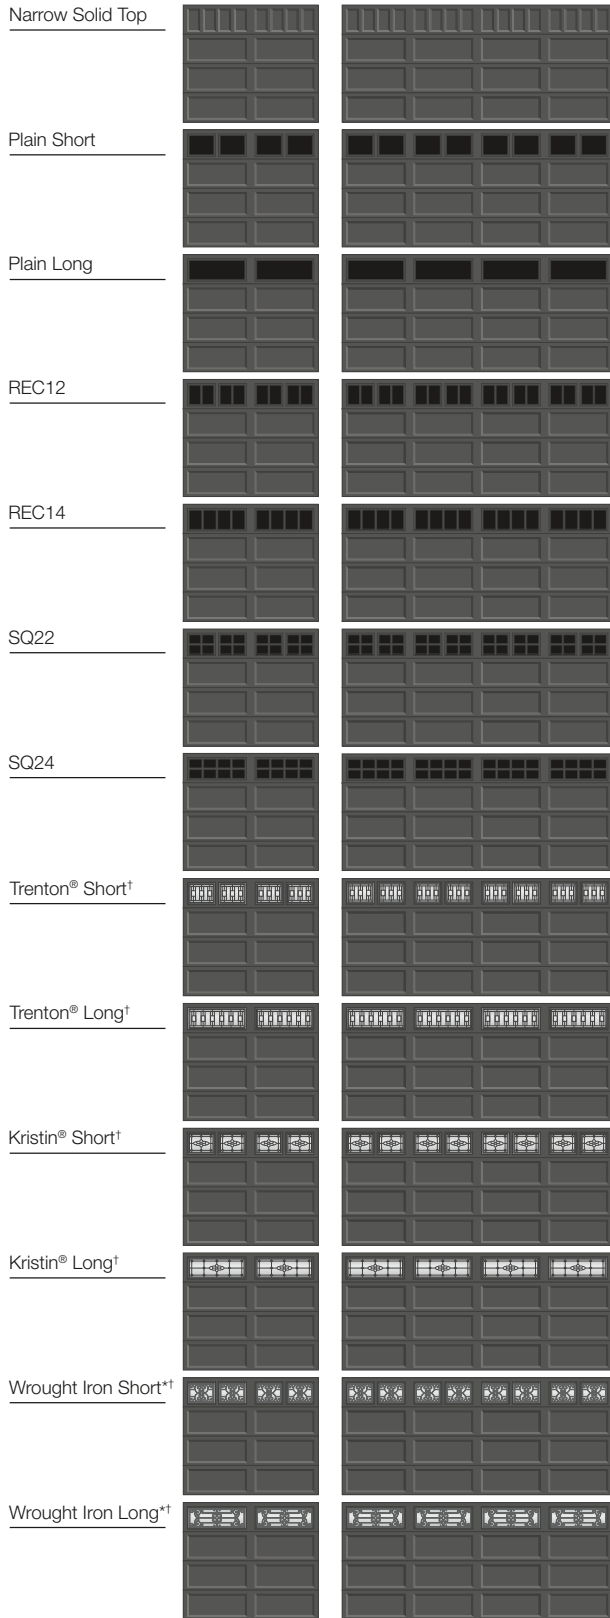 Narrow Solid Top
Plain Short
Plain Long
REC12
REC14
SQ22
SQ24
Trenton® Short†
Trenton® Long†
Kristin® Short†
Kristin® Long†
Wrought Iron Short*†
Wrought Iron Long*†